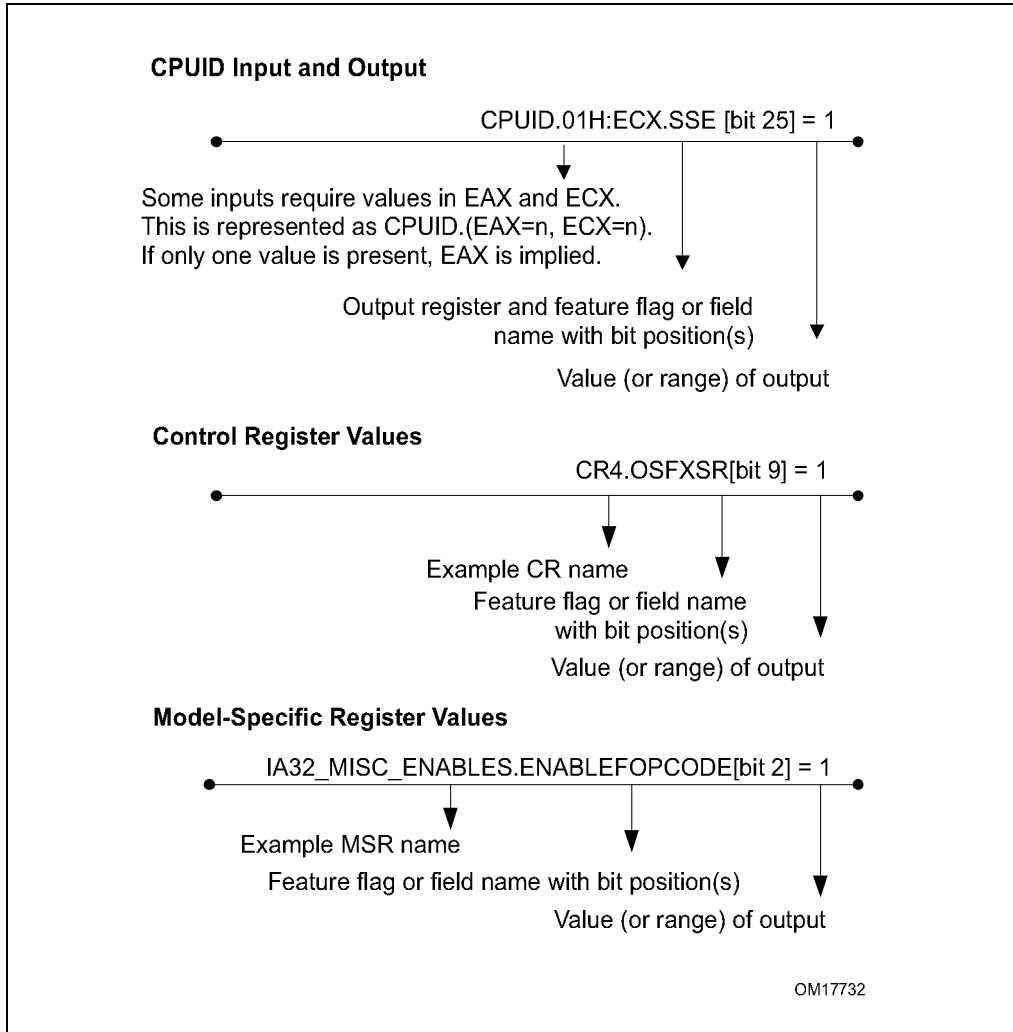 CPUID Input and Output
CPUID.01H:ECX.SSE [bit 25] = 1
Some inputs require values in EAX and ECX.
This is represented as CPUID.(EAX=n, ECX=n).
If only one value is present, EAX is implied.
Output register and feature flag or field
name with bit position(s)
Value (or range) of output
Control Register Values
CR4.OSFXSR[bit 9] = 1
Example CR name
Feature flag or field name
with bit position(s)
Value (or range) of output
Model-Specific Register Values
IA32_MISC_ENABLES.ENABLEFOPCODE[bit 2] = 1
Example MSR name
Feature flag or field name with bit position(s)
Value (or range) of output
OM17732